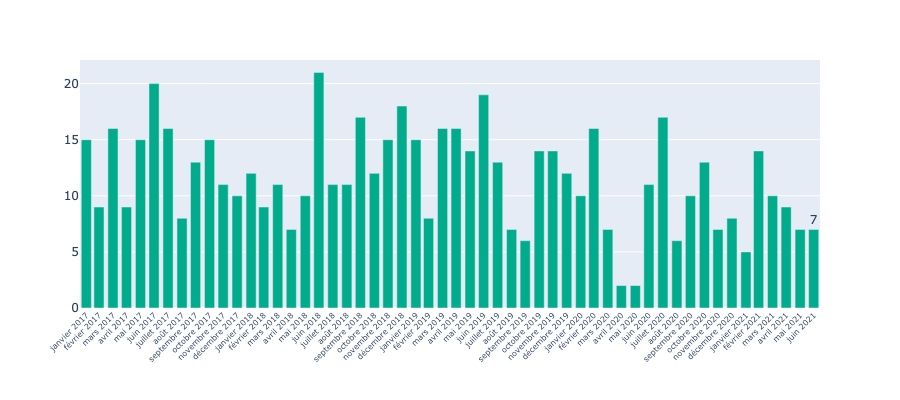 20
15
10
5
0
7
janvier 2017
février 2017
mars 2017
avril 2017
mai 2017
juin 2017
juillet 2017
août 2017
septembre 2017
octobre 2017
novembre 2017
décembre 2017
janvier 2018
février 2018
mars 2018
avril 2018
mai 2018
juin 2018
juillet 2018
août 2018
septembre 2018
octobre 2018
novembre 2018
décembre 2018
janvier 2019
février 2019
mars 2019
avril 2019
mai 2019
juin 2019
juillet 2019
août 2019
septembre 2019
octobre 2019
novembre 2019
décembre 2019
janvier 2020
février 2020
mars 2020
avril 2020
mai 2020
juin 2020
juillet 2020
août 2020
septembre 2020
octobre 2020
novembre 2020
décembre 2020
janvier 2021
février 2021
mars 2021
avril 2021
mai 2021
juin 2021